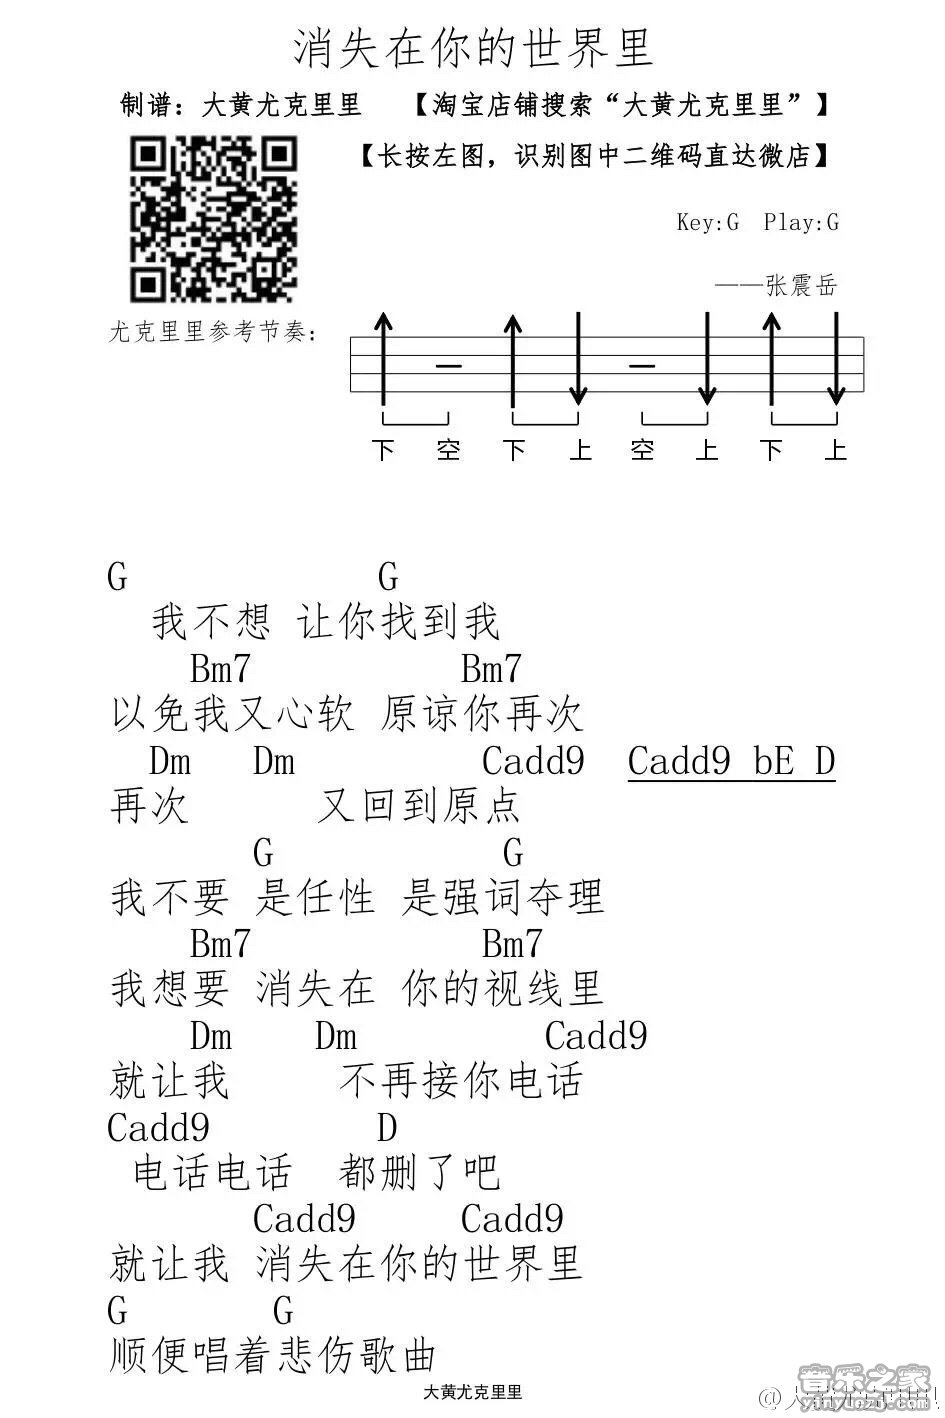 消失在你的世界里
制谱：大黄尤克里里 【淘宝店铺搜索“大黄尤克里里”】
【长按左图，识别图中二维码直达微店】
Key:G Play:G
——张震岳
尤克里里参考节奏：
下 空 下 上 空 上 下 上
G G
我不想 让你找到我
Bm7 Bm7
以免我又心软 原谅你再次
Dm Dm Cadd9 Cadd9 bE D
再次 又回到原点
G G
我不要 是任性 是强词夺理
Bm7 Bm7
我想要 消失在 你的视线里
Dm Dm Cadd9
就让我 不再接你电话
Cadd9 D
电话电话 都删了吧
Cadd9 Cadd9
就让我 消失在你的世界里
G G
顺便唱着悲伤歌曲
大黄尤克里里
音乐之家
yinyuezj.com